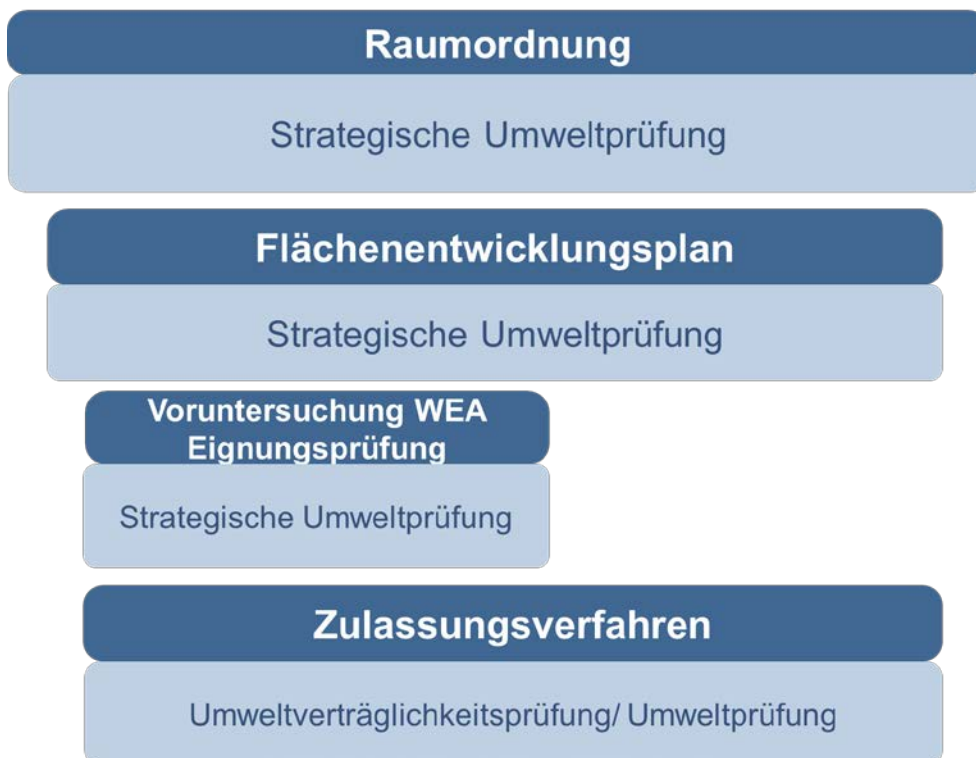 Raumordnung
Strategische Umweltprüfung
Flächenentwicklungsplan
Strategische Umweltprüfung
Voruntersuchung WEA
Eignungsprüfung
Strategische Umweltprüfung
Zulassungsverfahren
Umweltverträglichkeitsprüfung/ Umweltprüfung